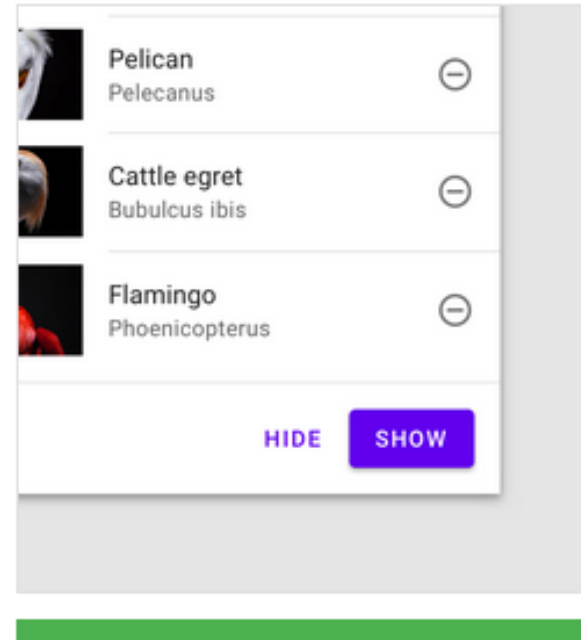 Pelican
Pelecanus
Cattle egret
Bubulcus ibis
Flamingo
Phoenicopterus
HIDE SHOW